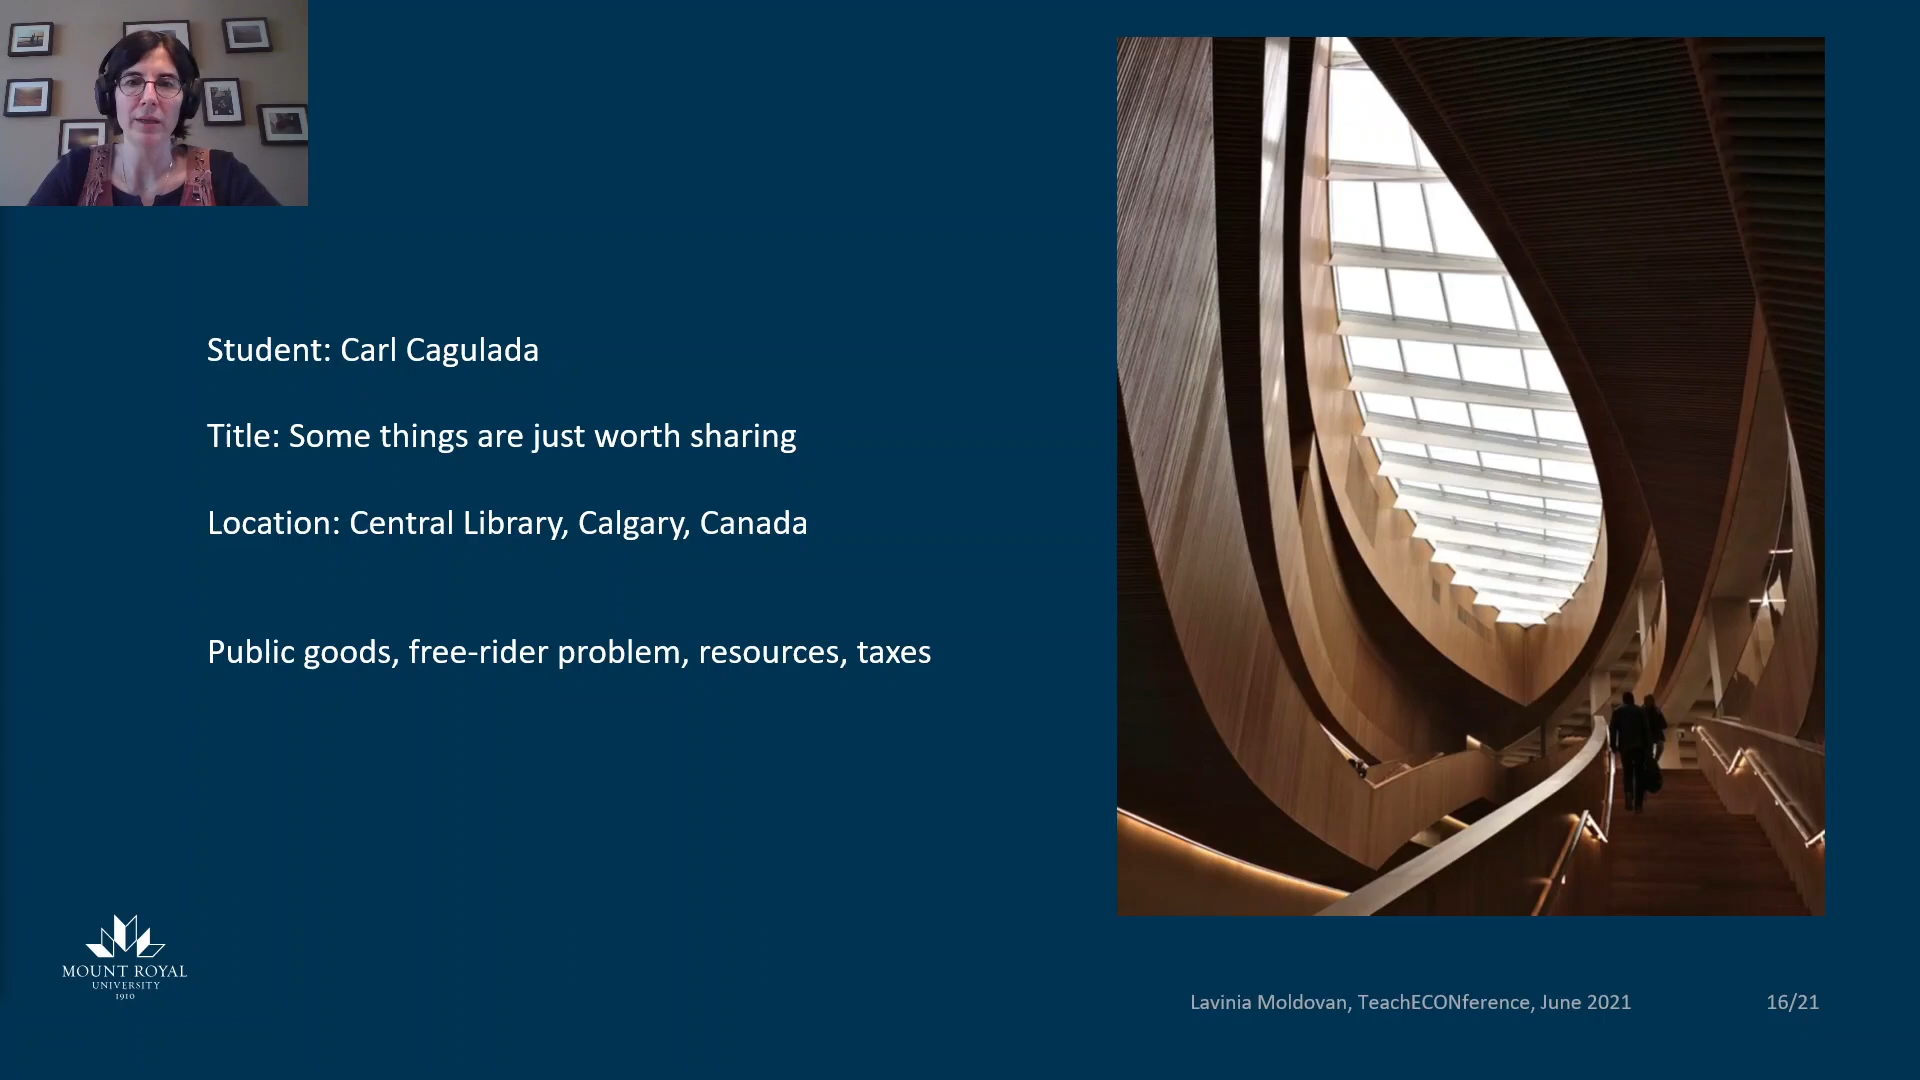 Student: Carl Cagulada
Title: Some things are just worth sharing
Location: Central Library, Calgary, Canada
Public goods, free-rider problem, resources, taxes
MOUNT ROYAL
UNIVERSITY
1910
Lavinia Moldovan, TeachECONference, June 2021
16/21